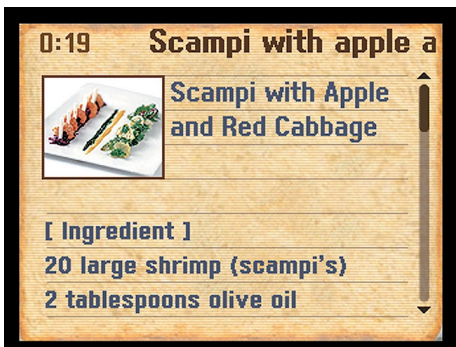 0:19 Scampi with apple a
Scampi with Apple
and Red Cabbage
[ Ingredient ]
20 large shrimp (scampi's)
2 tablespoons olive oil